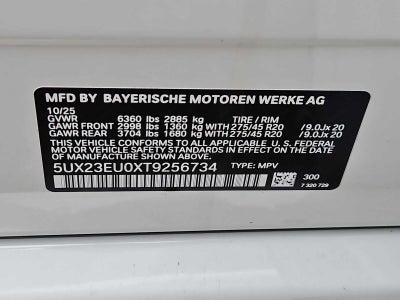 MFD BY BAYERISCHE MOTOREN WERKE AG
10/25
GVWR 6360 lbs 2885 kg TIRE / RIM
GAWR FRONT 2998 lbs 1360 kg W R20 275/45 R20 /9.0Jx 20
GAWR REAR 3704 lbs 1680 kg W R20 275/45 R20 /9.0Jx 20
THIS VEHICLE CONFORMS TO ALL APPLICABLE U.S. FEDERAL
MOTOR VEHICLE SAFETY STANDARDS IN EFFECT ON THE
DATE OF MANUFACTURE SHOWN ABOVE.
5UX23EU0XT9256734 TYPE: MPV
300
7 320 729